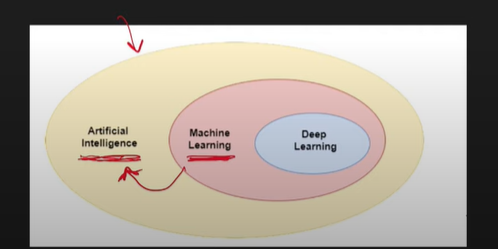 Artificial
Intelligence
Machine
Learning
Deep
Learning